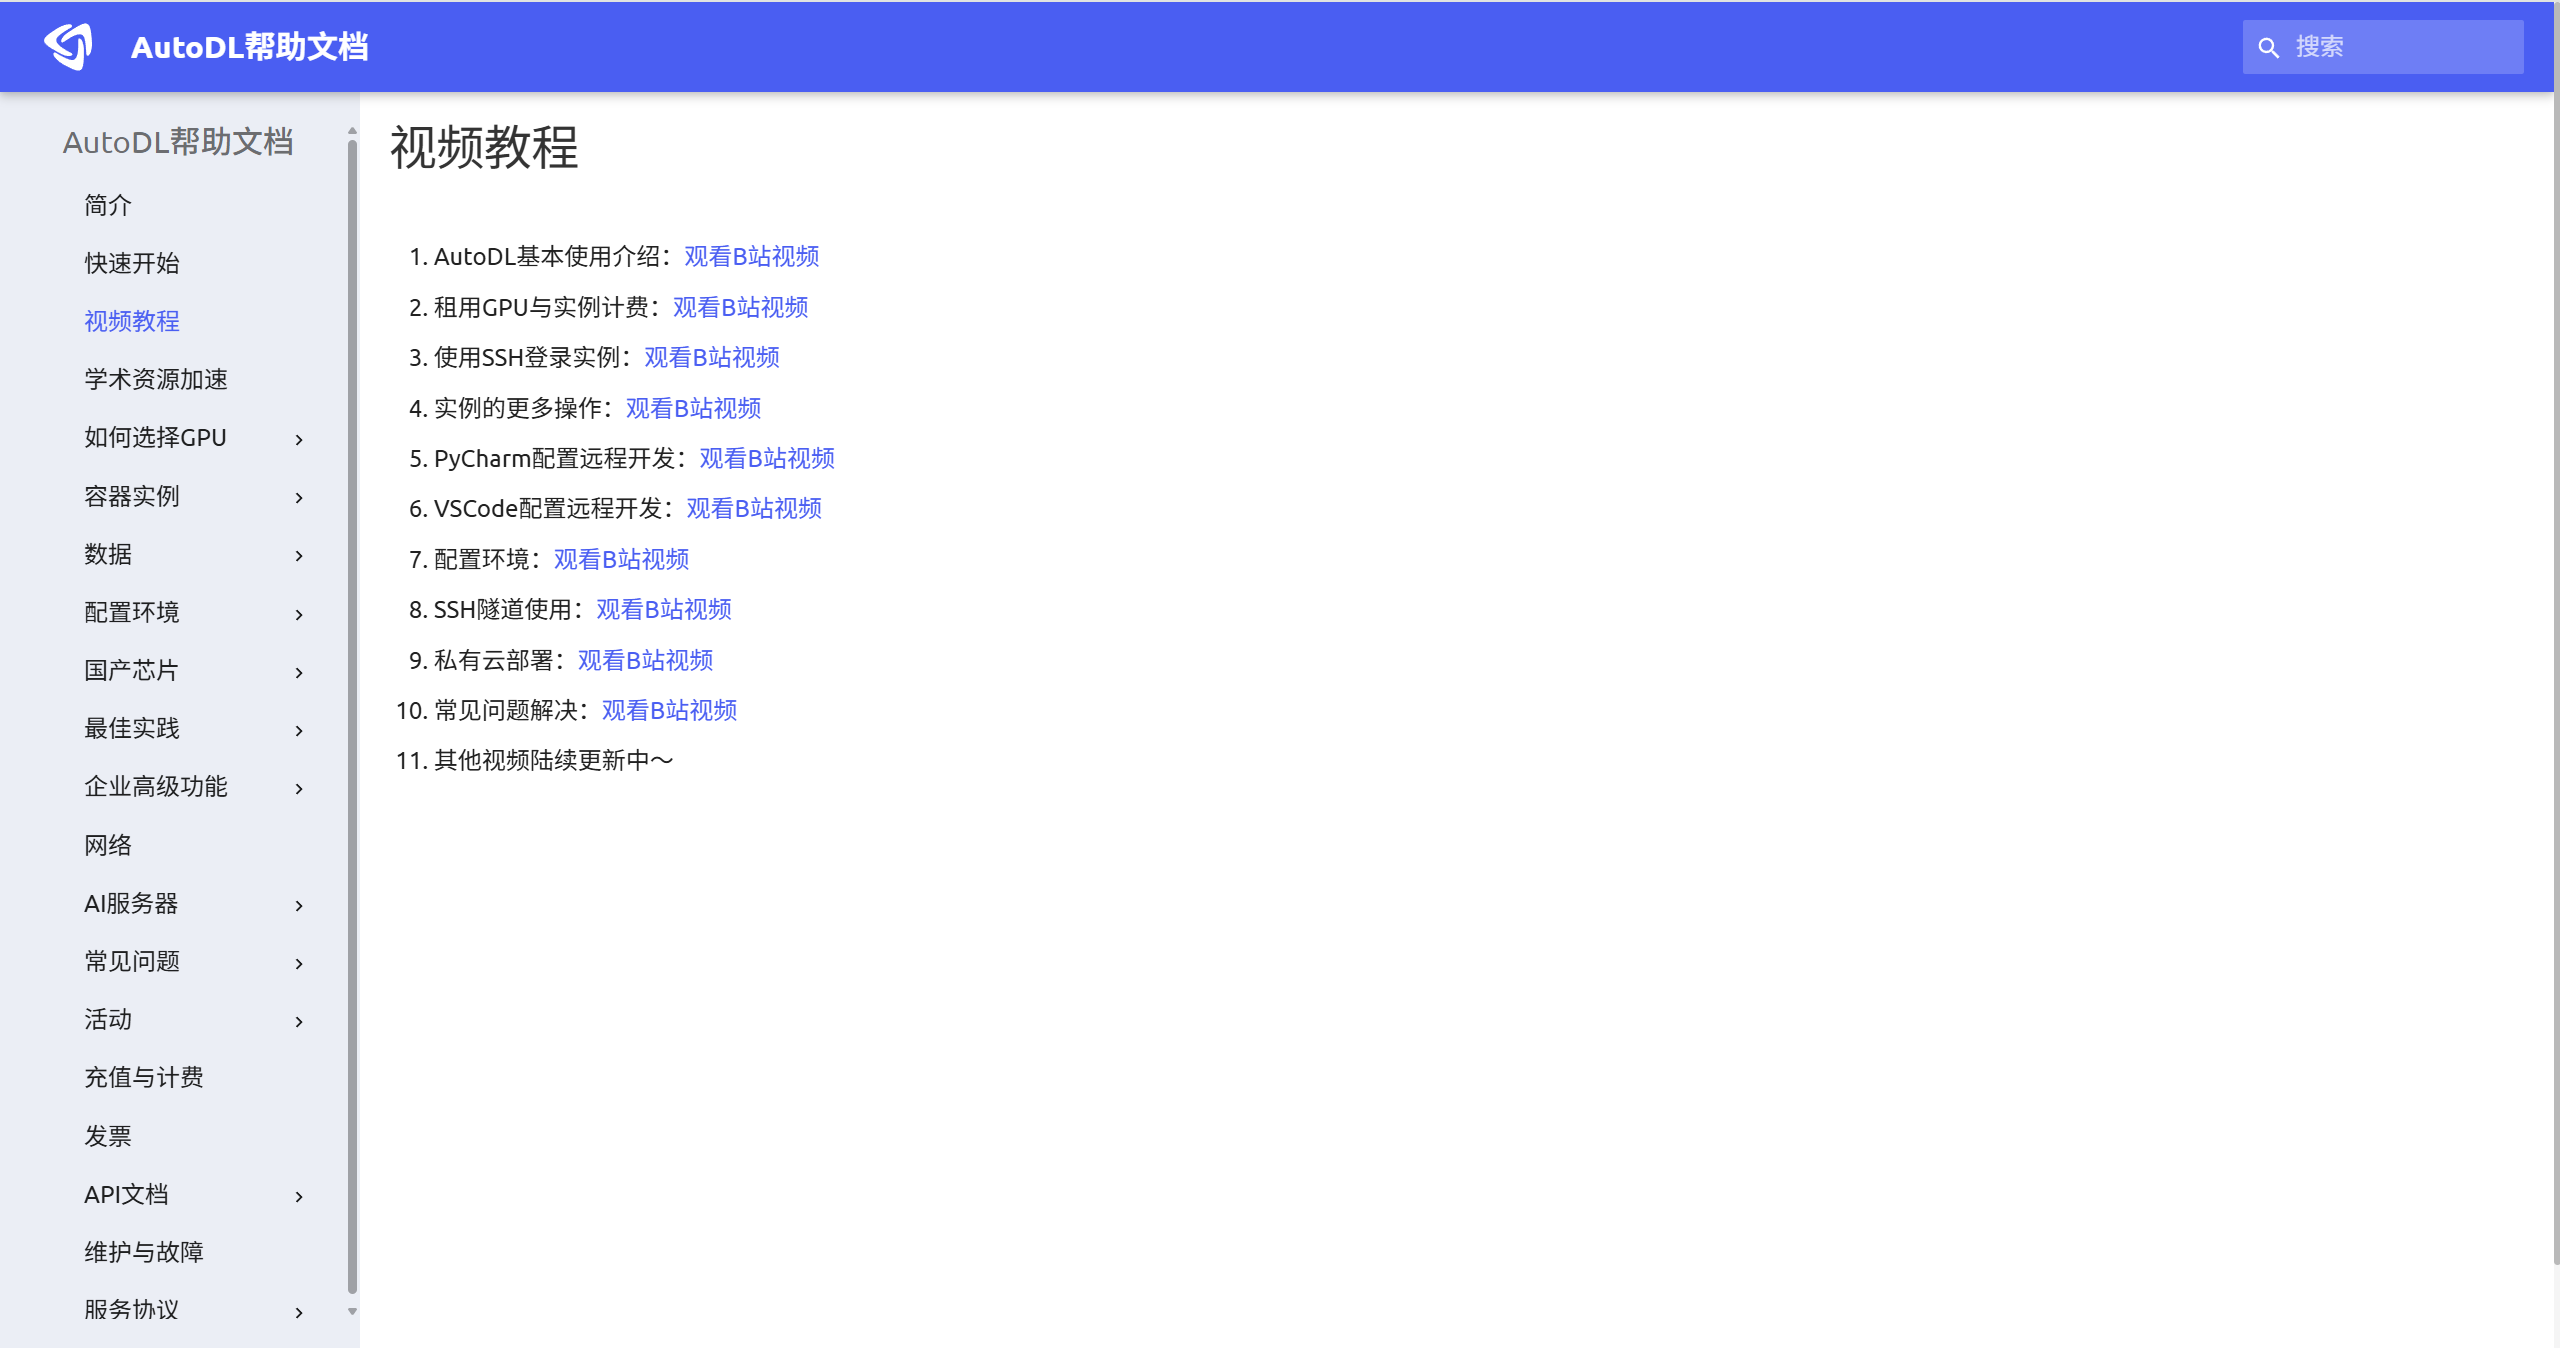 AutoDL帮助文档
搜索
AutoDL帮助文档
简介
快速开始
视频教程
学术资源加速
如何选择GPU
容器实例
数据
配置环境
国产芯片
最佳实践
企业高级功能
网络
AI服务器
常见问题
活动
充值与计费
发票
API文档
维护与故障
服务协议
视频教程
1. AutoDL基本使用介绍：观看B站视频
2. 租用GPU与实例计费：观看B站视频
3. 使用SSH登录实例：观看B站视频
4. 实例的更多操作：观看B站视频
5. PyCharm配置远程开发：观看B站视频
6. VSCode配置远程开发：观看B站视频
7. 配置环境：观看B站视频
8. SSH隧道使用：观看B站视频
9. 私有云部署：观看B站视频
10. 常见问题解决：观看B站视频
11. 其他视频陆续更新中～